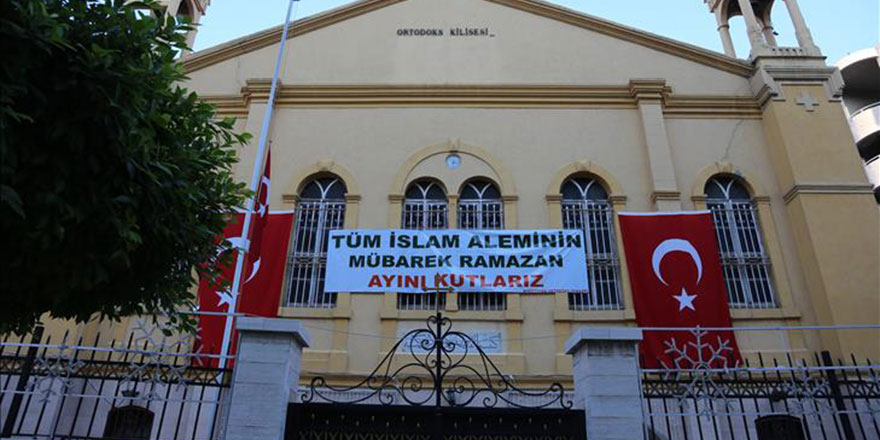 ORTODOKS KİLİSESİ
TÜM İSLAM ALEMİNİN
MÜBAREK RAMAZAN
AYINI KUTLARIZ